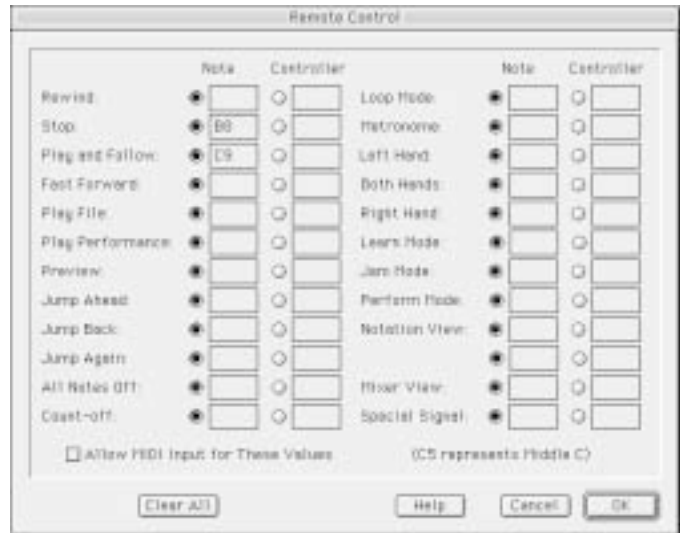 Remote Control
Note Controller Note Controller
Rewind:
Stop: B8
Play and Follow: C9
Fast Forward:
Play File:
Play Performance:
Preview:
Jump Ahead:
Jump Back:
Jump Again:
All Notes Off:
Count-off:
Loop Mode:
Metronome:
Left Hand:
Both Hands:
Right Hand:
Learn Mode:
Jam Mode:
Perform Mode:
Notation View:
Mixer View:
Special Signal:
Allow MIDI Input for These Values
(C5 represents Middle C)
Clear All
Help
Cancel
OK